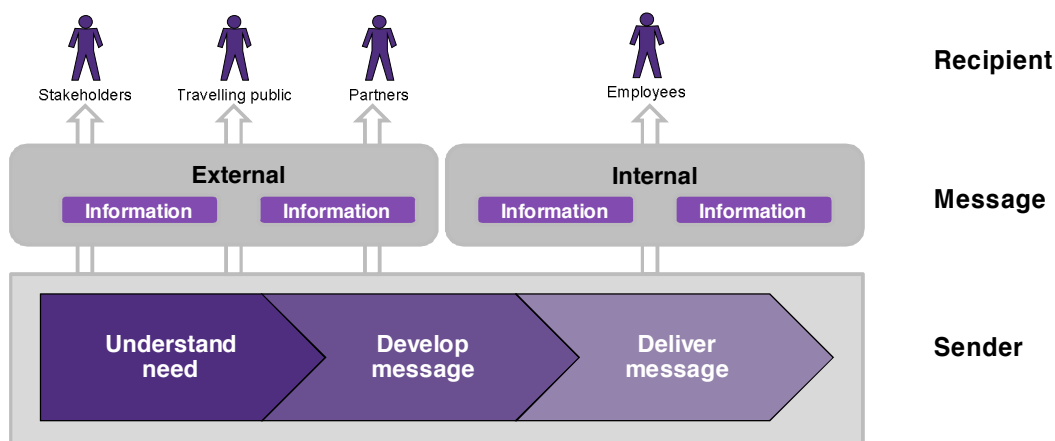 Recipient
Stakeholders
Travelling public
Partners
Employees
External
Internal
Message
Information
Information
Information
Information
Understand
need
Develop
message
Deliver
message
Sender